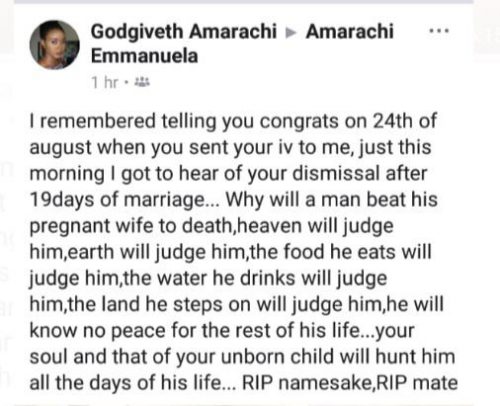 Godgiveth Amarachi ▸ Amarachi
Emmanuela
1 hr ·
I remembered telling you congrats on 24th of
august when you sent your iv to me, just this
morning I got to hear of your dismissal after
19days of marriage... Why will a man beat his
pregnant wife to death,heaven will judge
him,earth will judge him,the food he eats will
judge him,the water he drinks will judge
him,the land he steps on will judge him,he will
know no peace for the rest of his life...your
soul and that of your unborn child will hunt him
all the days of his life... RIP namesake,RIP mate